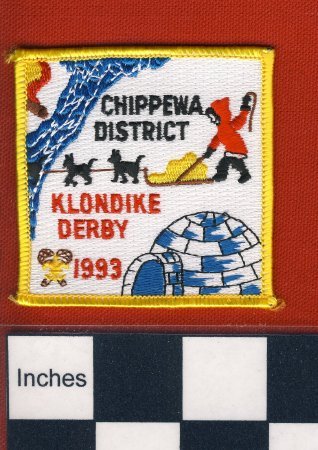 CHIPPEWA
DISTRICT
KLONDIKE
DERBY
1993
Inches